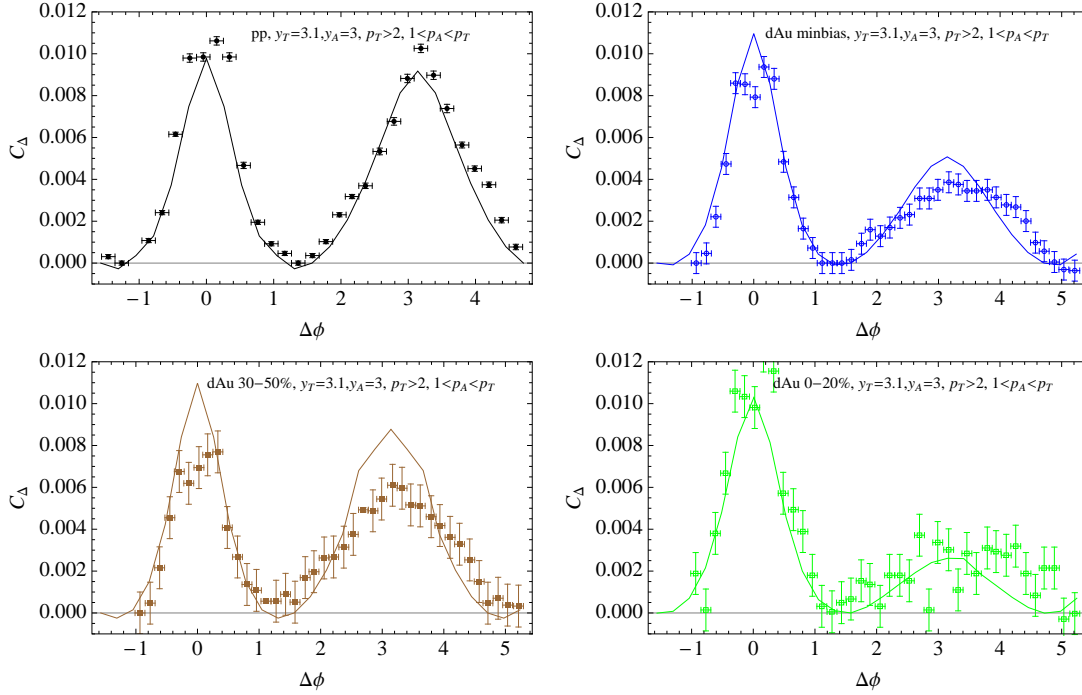 0.012
pp, y_T=3.1,y_A=3, p_T>2, 1<p_A<p_T
0.010
0.008
0.006
0.004
0.002
0.000
C_Δ
−1 0 1 2 3 4
Δϕ
0.012
dAu minbias, y_T=3.1,y_A=3, p_T>2, 1<p_A<p_T
0.010
0.008
0.006
0.004
0.002
0.000
C_Δ
−1 0 1 2 3 4 5
Δϕ
0.012
dAu 30−50%, y_T=3.1,y_A=3, p_T>2, 1<p_A<p_T
0.010
0.008
0.006
0.004
0.002
0.000
C_Δ
−1 0 1 2 3 4 5
Δϕ
0.012
dAu 0−20%, y_T=3.1,y_A=3, p_T>2, 1<p_A<p_T
0.010
0.008
0.006
0.004
0.002
0.000
C_Δ
−1 0 1 2 3 4 5
Δϕ